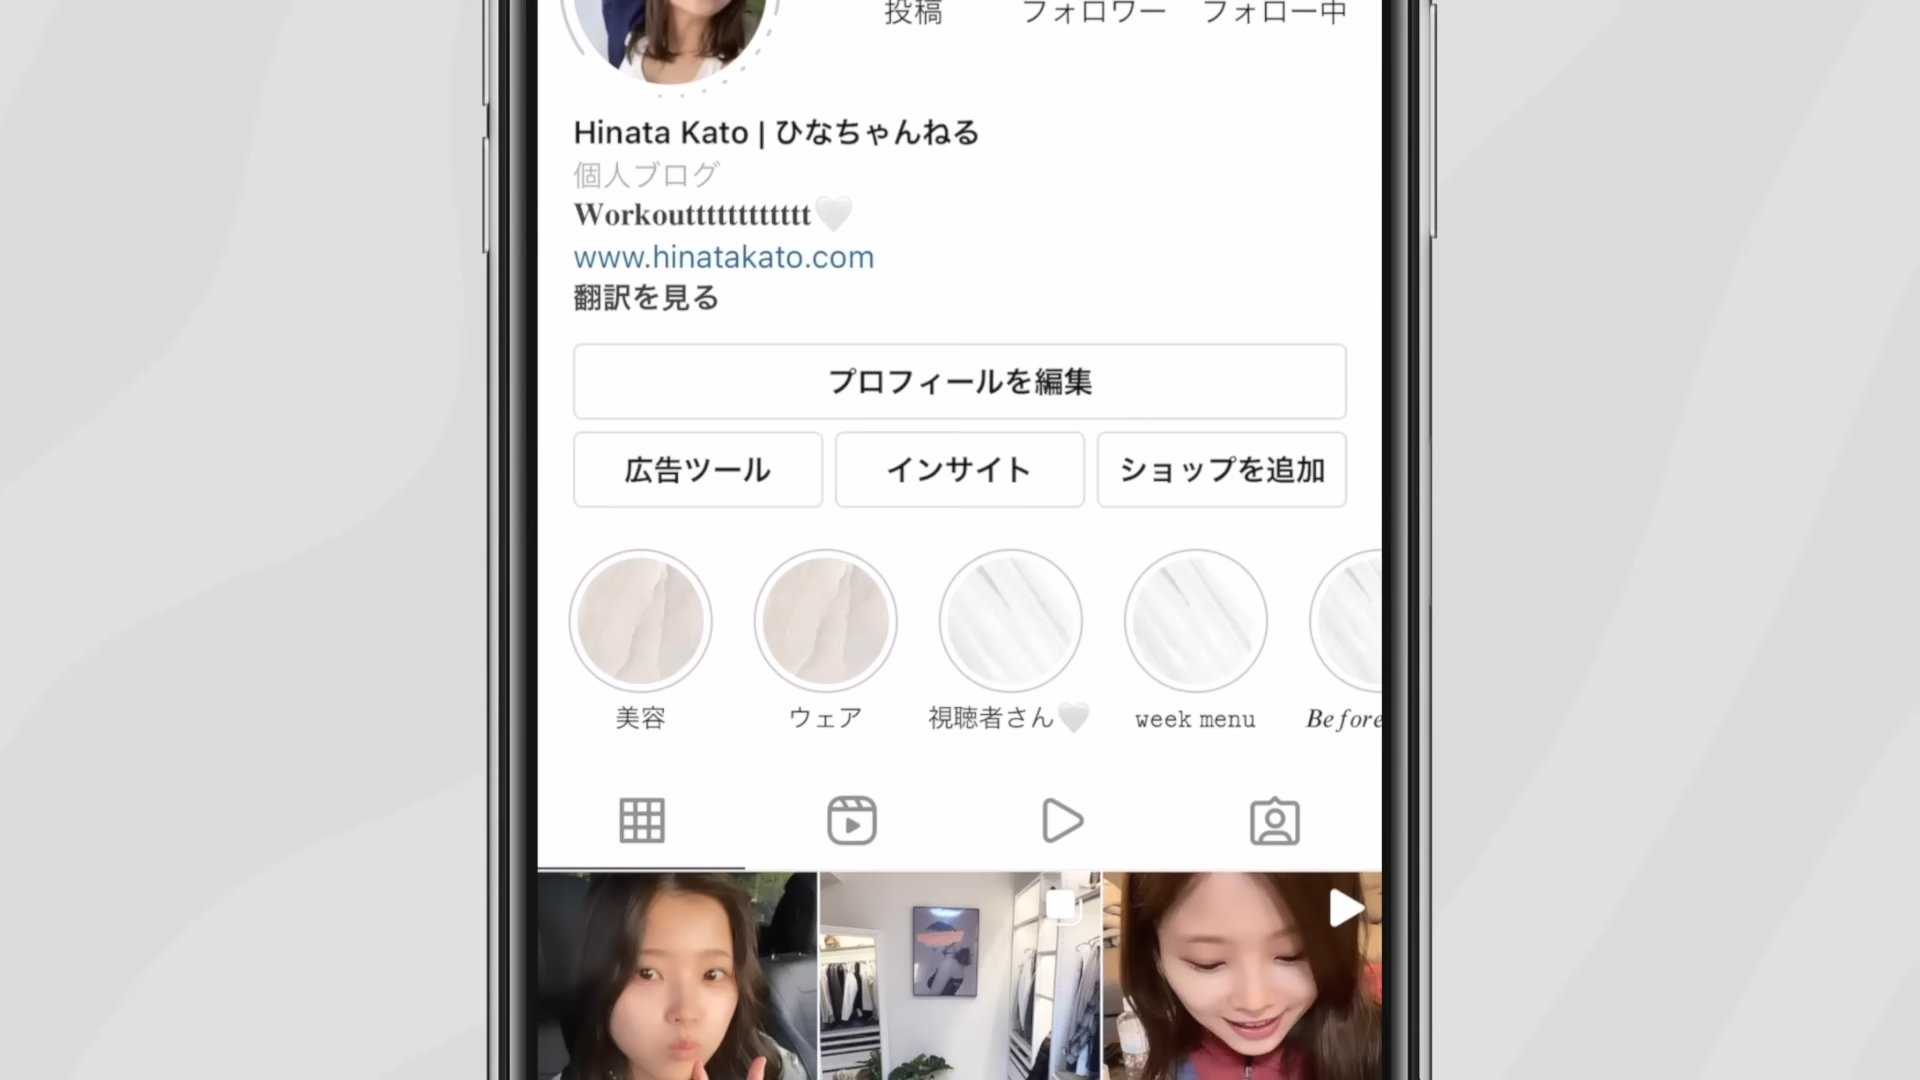 投稿 フォロワー フォロー中
Hinata Kato | ひなちゃんねる
個人ブログ
Workouttttttttttttt🤍
www.hinatakato.com
翻訳を見る
プロフィールを編集
広告ツール インサイト ショップを追加
美容 ウェア 視聴者さん🤍 week menu Before